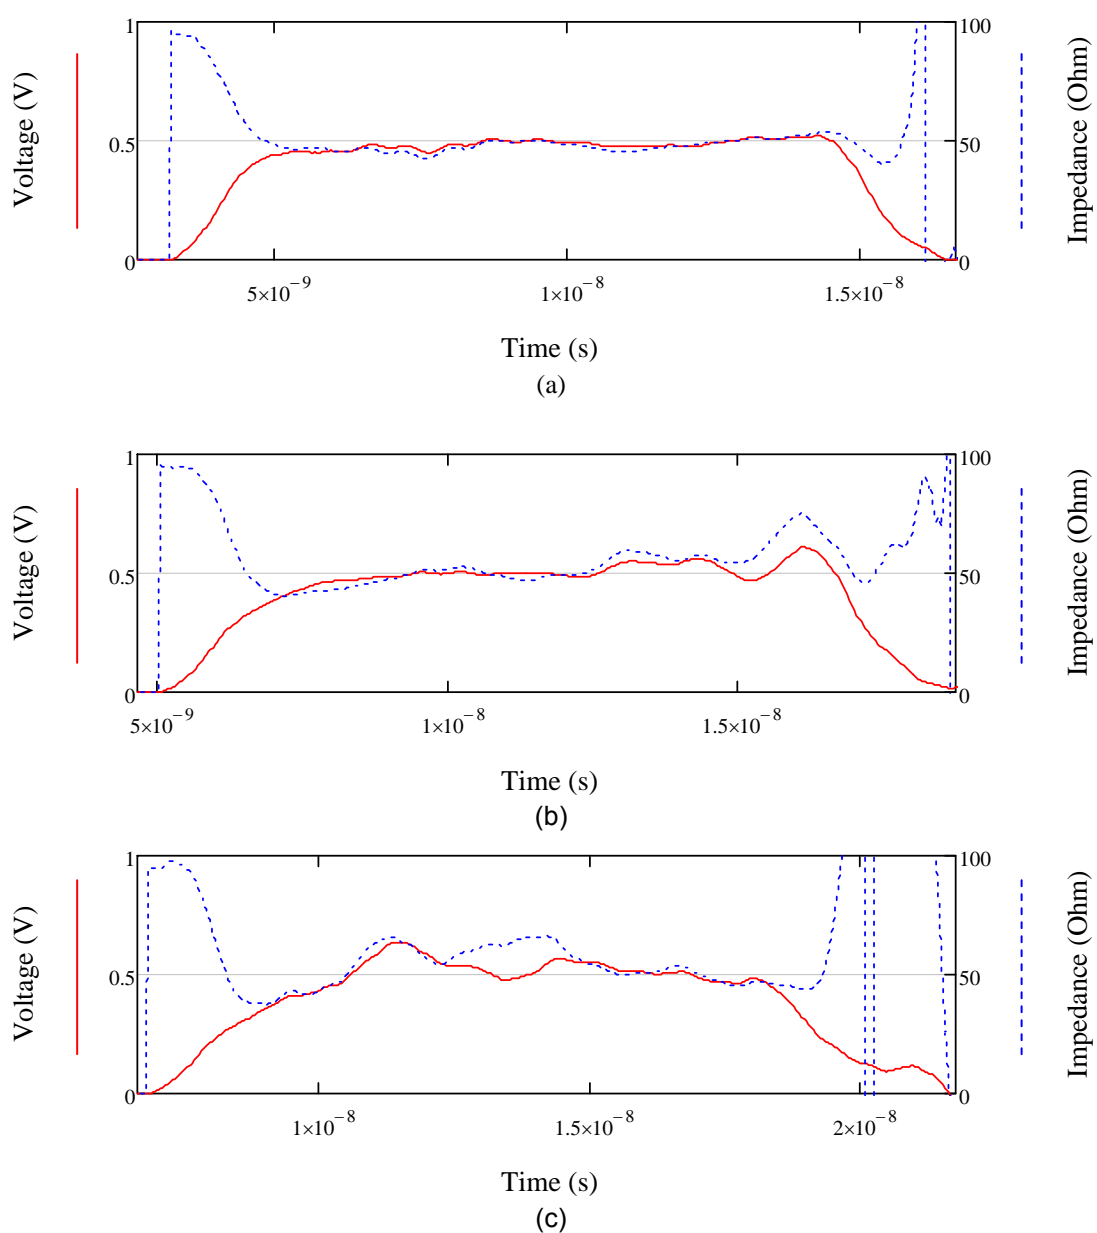 1
100
Voltage (V)
0.5
50
Impedance (Ohm)
0
0
5×10⁻⁹
1×10⁻⁸
1.5×10⁻⁸
Time (s)
(a)
1
100
Voltage (V)
0.5
50
Impedance (Ohm)
0
0
5×10⁻⁹
1×10⁻⁸
1.5×10⁻⁸
Time (s)
(b)
1
100
Voltage (V)
0.5
50
Impedance (Ohm)
0
0
1×10⁻⁸
1.5×10⁻⁸
2×10⁻⁸
Time (s)
(c)